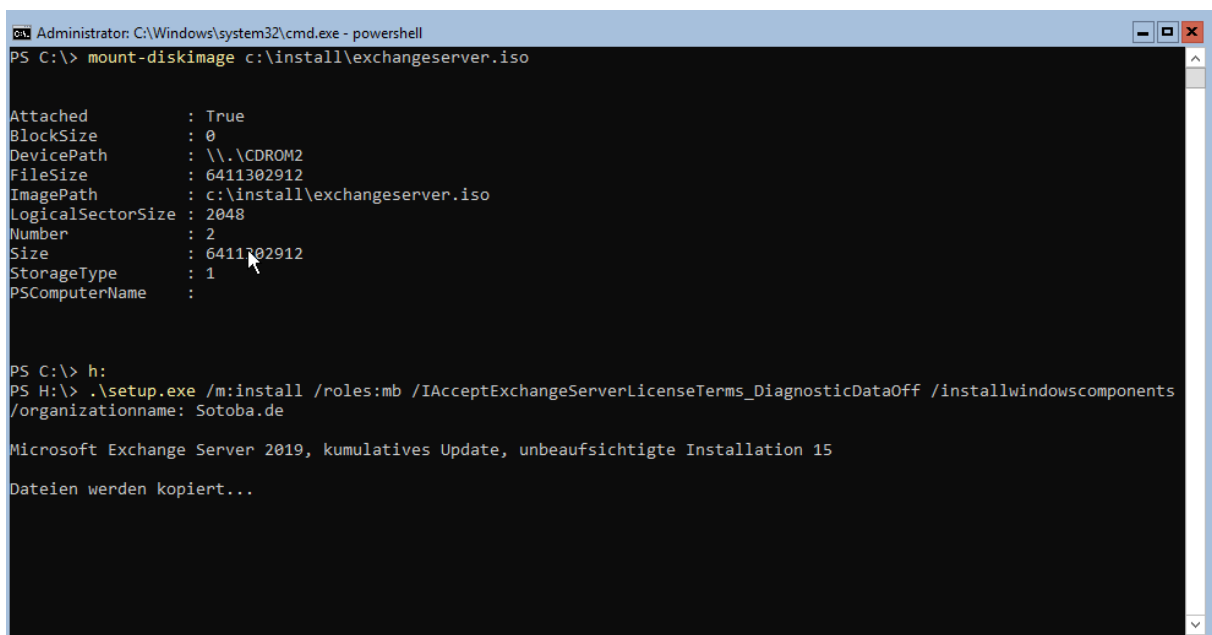 Administrator: C:\Windows\system32\cmd.exe - powershell
PS C:\> mount-diskimage c:\install\exchangeserver.iso
Attached : True
BlockSize : 0
DevicePath : \\.\CDROM2
FileSize : 6411302912
ImagePath : c:\install\exchangeserver.iso
LogicalSectorSize : 2048
Number : 2
Size : 6411302912
StorageType : 1
PSComputerName :
PS C:\> h:
PS H:\> .\setup.exe /m:install /roles:mb /IAcceptExchangeServerLicenseTerms_DiagnosticDataOff /installwindowscomponents
/organizationname: Sotoba.de
Microsoft Exchange Server 2019, kumulatives Update, unbeaufsichtigte Installation 15
Dateien werden kopiert...